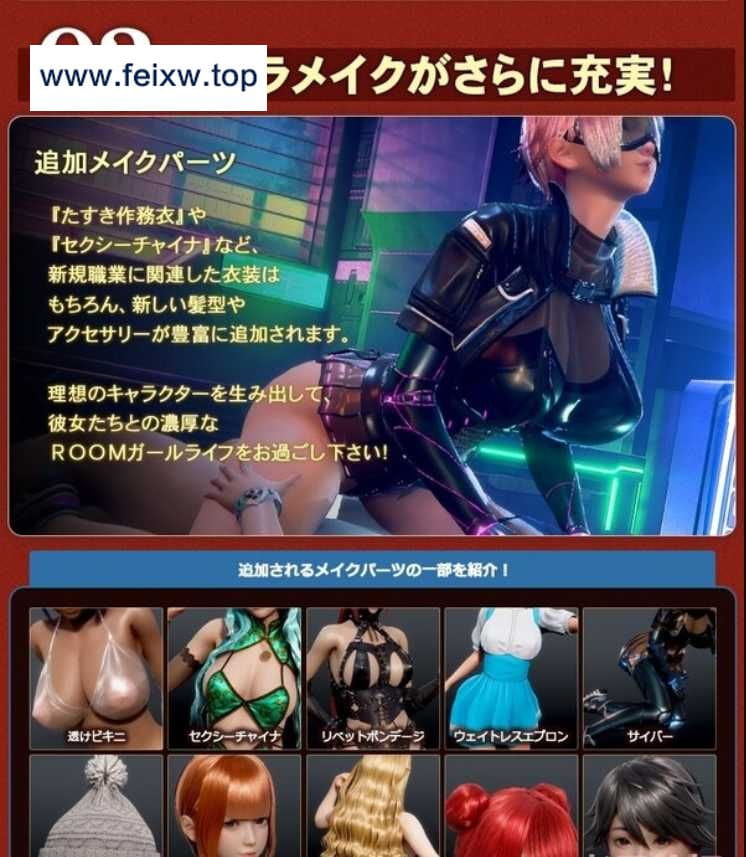 02
www.feixw.top
ラメイクがさらに充実！
追加メイクパーツ
『たすき作務衣』や
『セクシーチャイナ』など、
新規職業に関連した衣装は
もちろん、新しい髪型や
アクセサリーが豊富に追加されます。
理想のキャラクターを生み出して、
彼女たちとの濃厚な
ＲＯＯＭガールライフをお過ごし下さい！
追加されるメイクパーツの一部を紹介！
透けビキニ
セクシーチャイナ
リベットボンデージ
ウェイトレスエプロン
サイバー